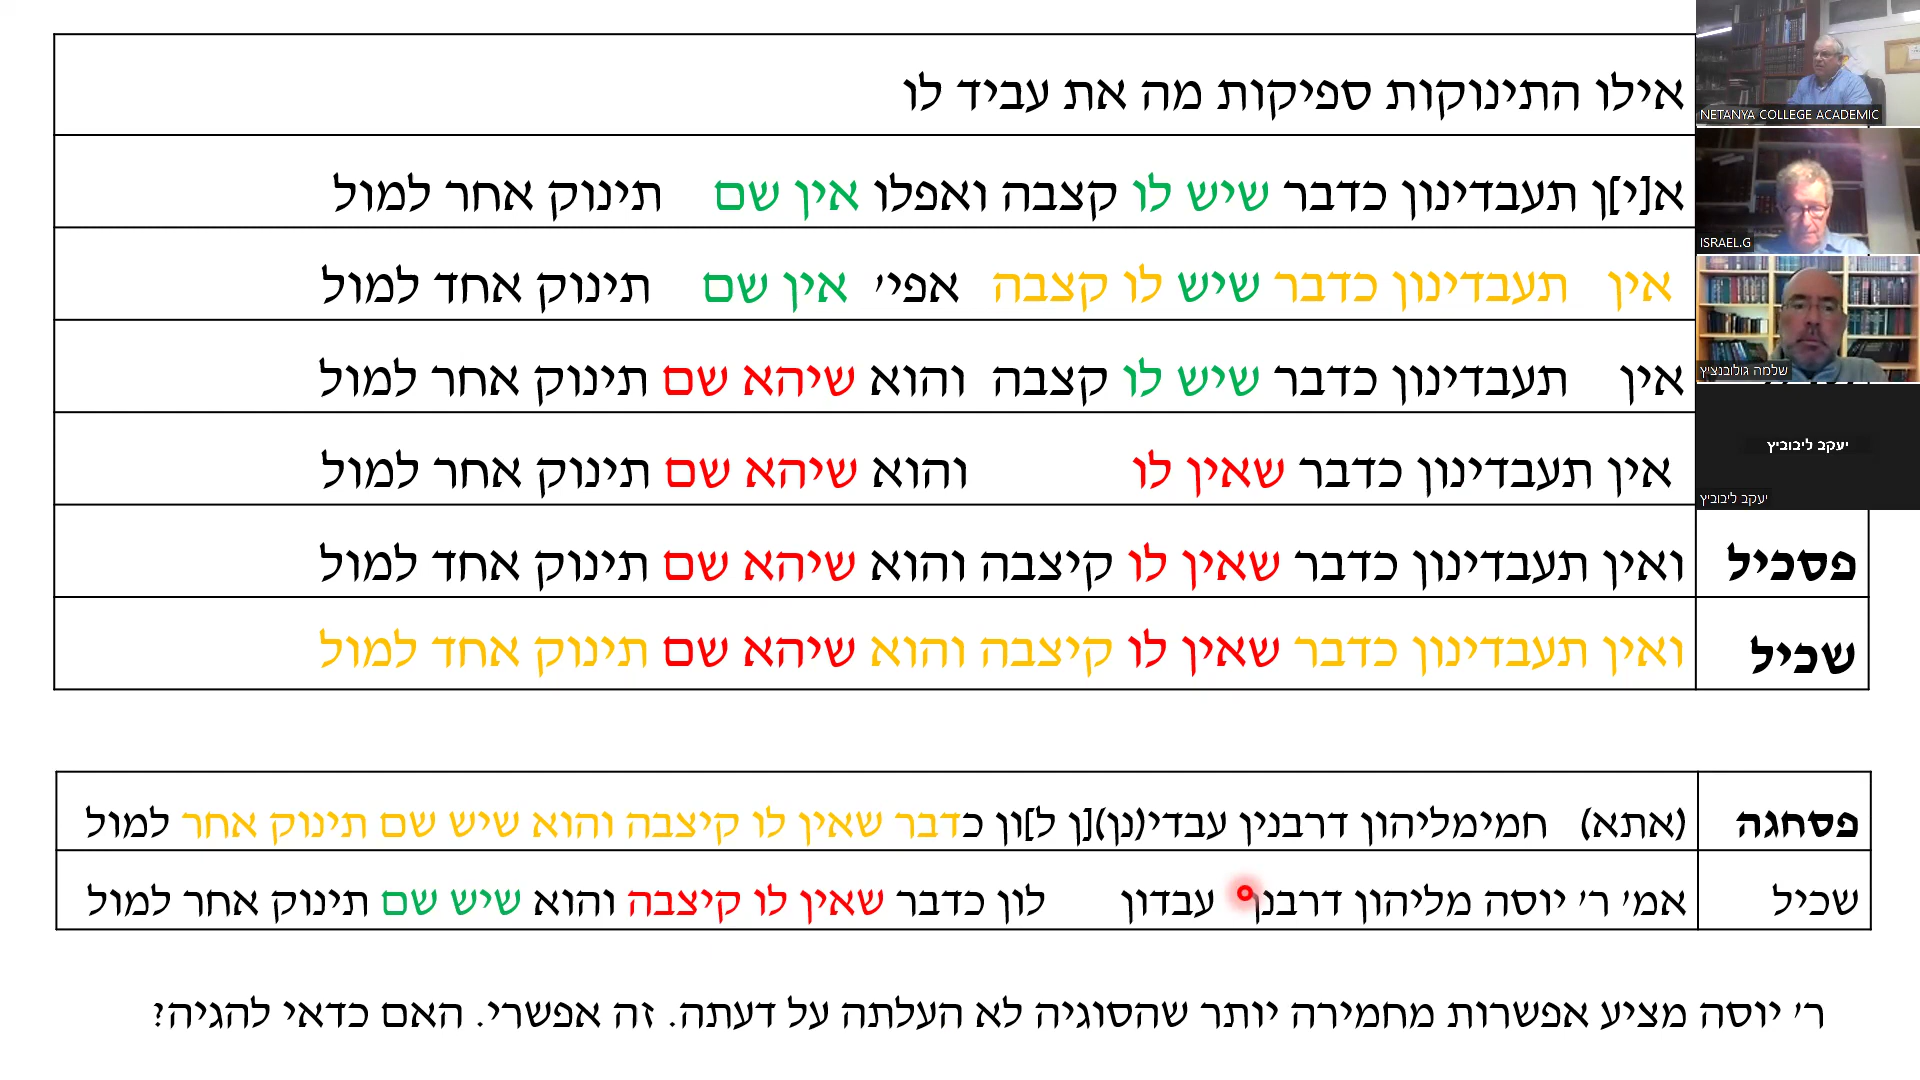 אילו התינוקות ספיקות מה את עביד לו
א[י]ן תעבדינון כדבר שיש לו קצבה ואפלו אין שם תינוק אחר למול
אין תעבדינון כדבר שיש לו קצבה אפי׳ אין שם תינוק אחד למול
אין תעבדינון כדבר שיש לו קצבה והוא שיהא שם תינוק אחר למול
אין תעבדינון כדבר שאין לו והוא שיהא שם תינוק אחר למול
פסכיל ואין תעבדינון כדבר שאין לו קיצבה והוא שיהא שם תינוק אחד למול
שכיל ואין תעבדינון כדבר שאין לו קיצבה והוא שיהא שם תינוק אחד למול
פסחגה (אתא) חמימליהון דרבנין עבדי(נן)[ן ל]ון כדבר שאין לו קיצבה והוא שיש שם תינוק אחר למול
שכיל אמ׳ ר׳ יוסה מליהון דרבנן עבדון לון כדבר שאין לו קיצבה והוא שיש שם תינוק אחר למול
ר׳ יוסה מציע אפשרות מחמירה יותר שהסוגיה לא העלתה על דעתה. זה אפשרי. האם כדאי להגיה?
NETANYA COLLEGE ACADEMIC
ISRAEL.G
שלמה גולובנציץ
יעקב ליבוביץ
יעקב ליבוביץ